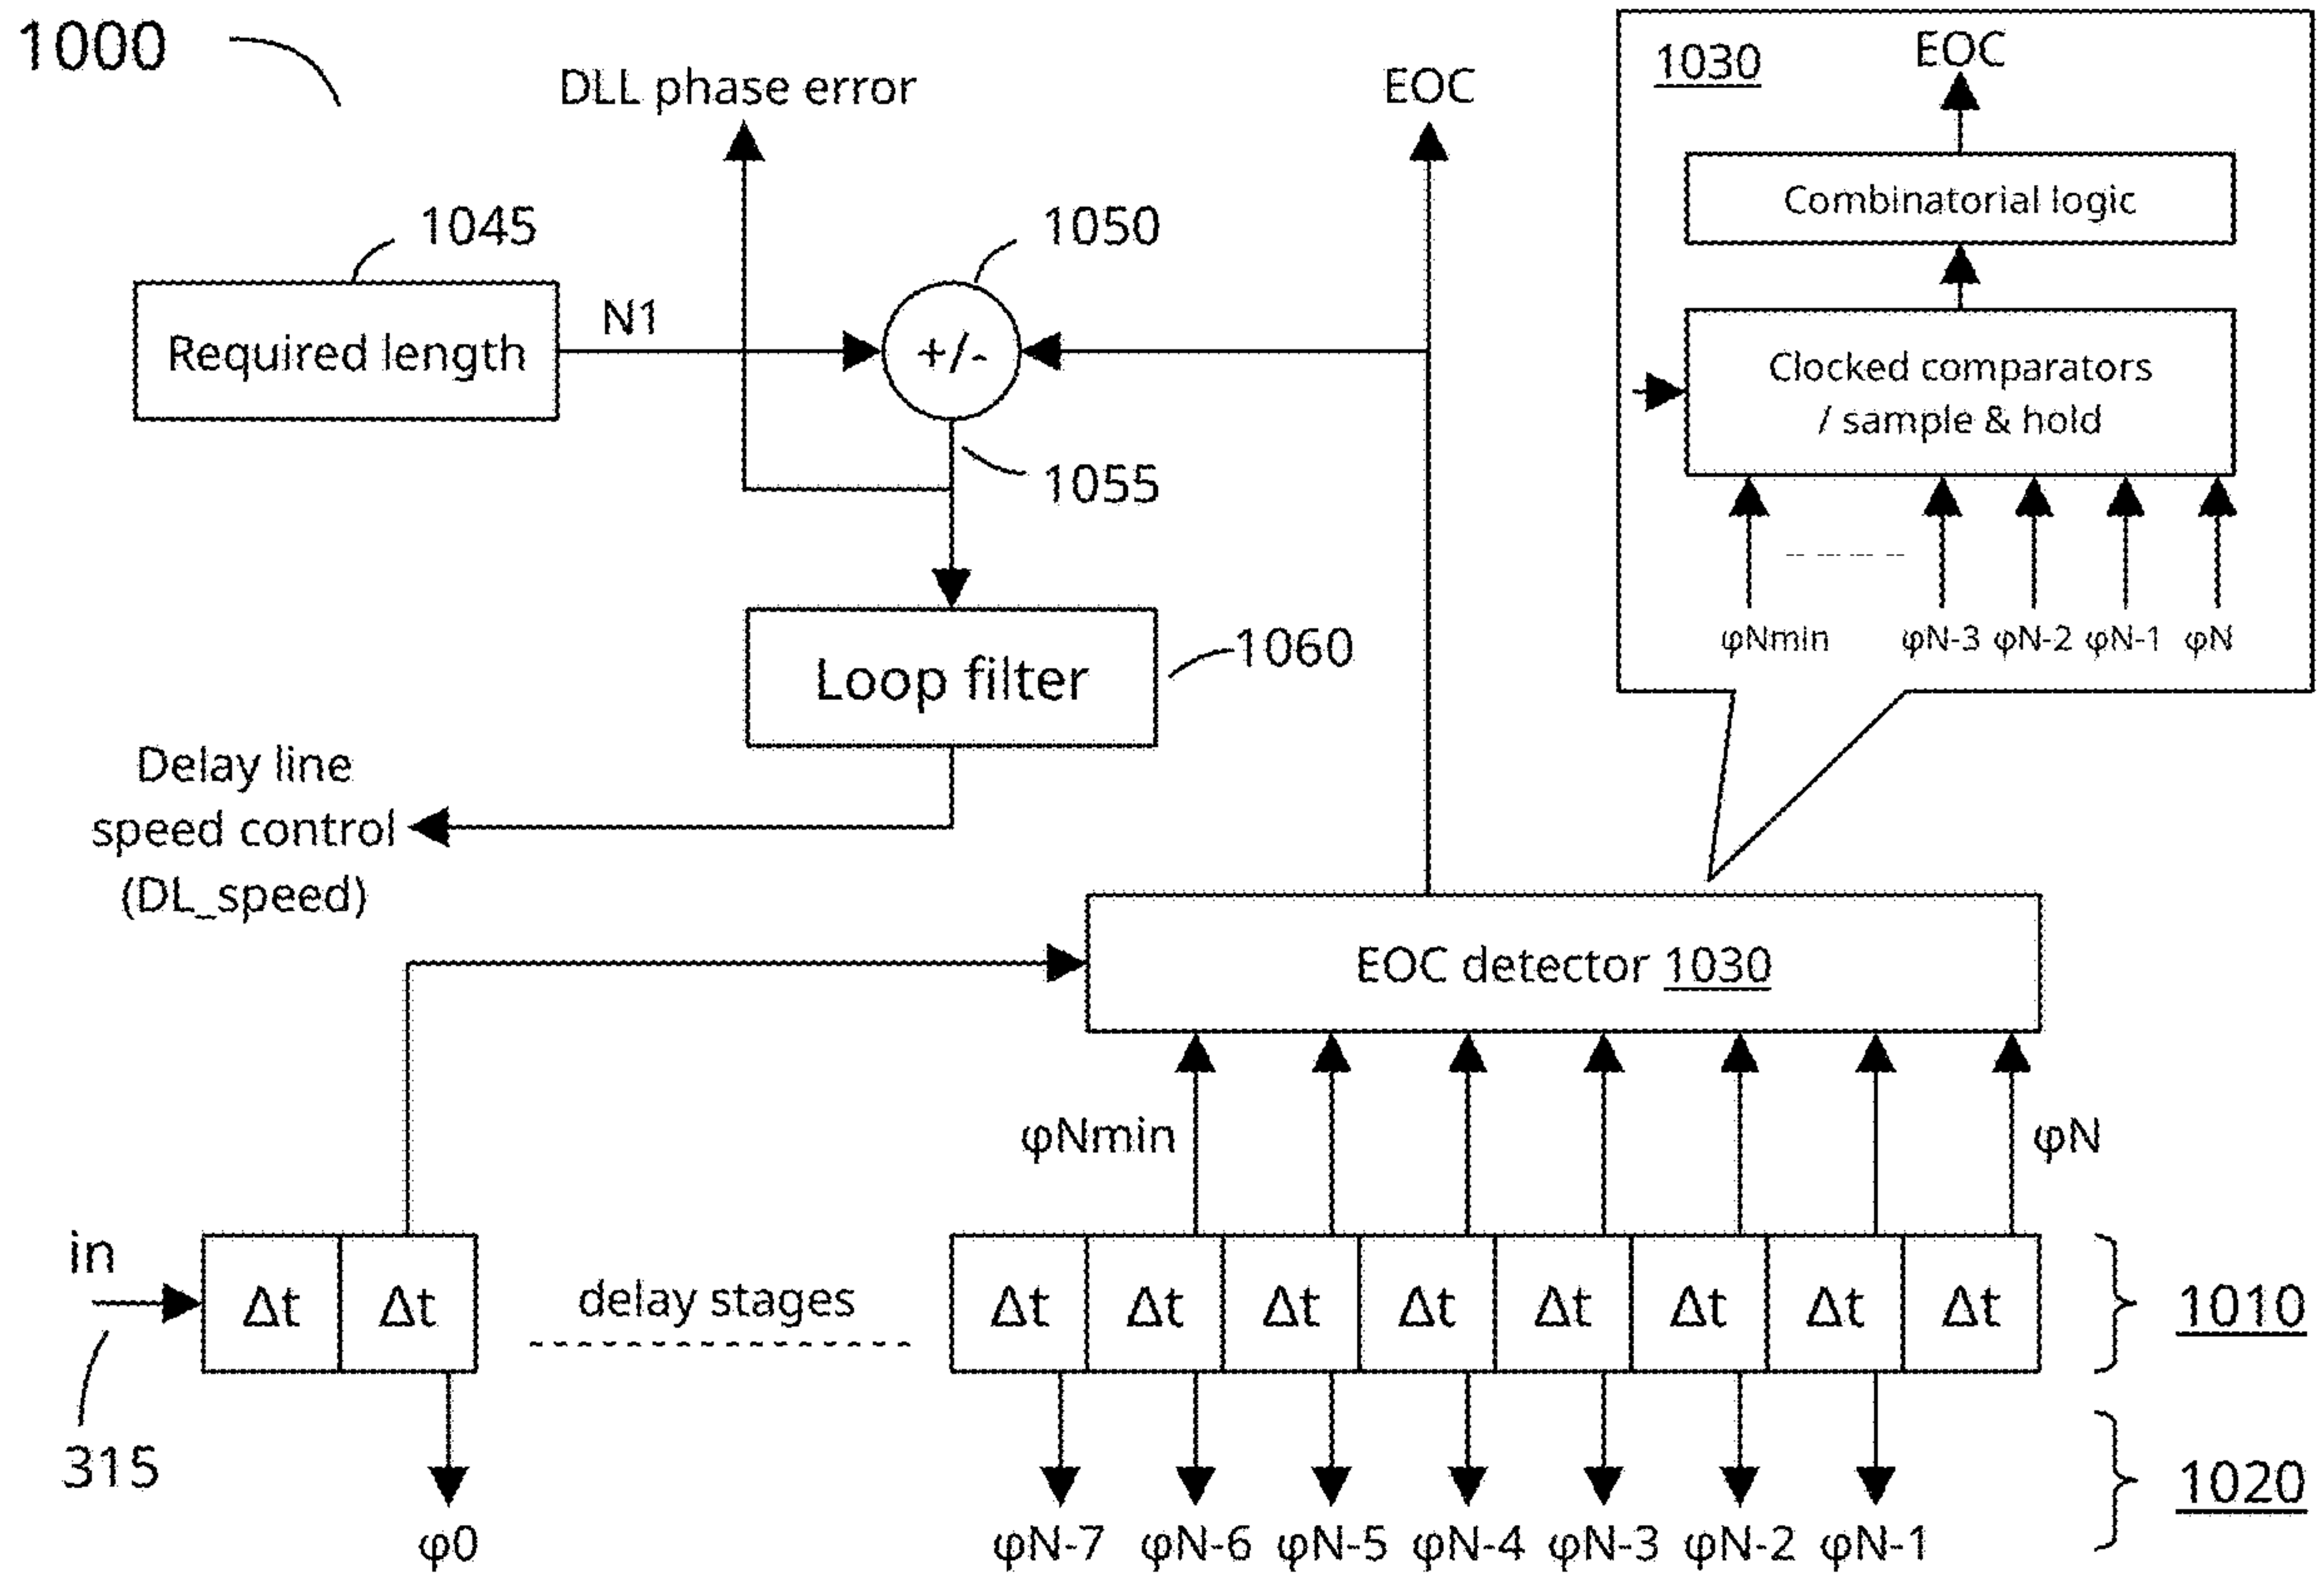 1000
DLL phase error
EOC
1030
EOC
Combinatorial logic
Clocked comparators
/ sample & hold
φNmin φN-3 φN-2 φN-1 φN
1045
1050
Required length
N1
+/-
1055
Loop filter
1060
Delay line
speed control
(DL_speed)
EOC detector 1030
φNmin
φN
in
Δt Δt
delay stages
Δt Δt Δt Δt Δt Δt Δt Δt
1010
315
1020
φ0
φN-7 φN-6 φN-5 φN-4 φN-3 φN-2 φN-1